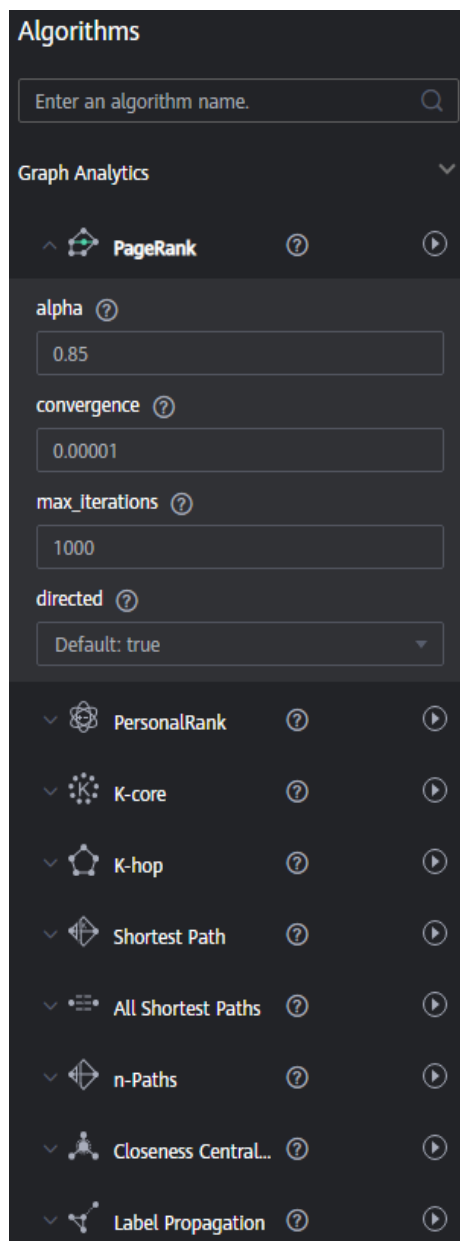 Algorithms
Enter an algorithm name.
Graph Analytics
PageRank
alpha
0.85
convergence
0.00001
max_iterations
1000
directed
Default: true
PersonalRank
K-core
K-hop
Shortest Path
All Shortest Paths
n-Paths
Closeness Central...
Label Propagation